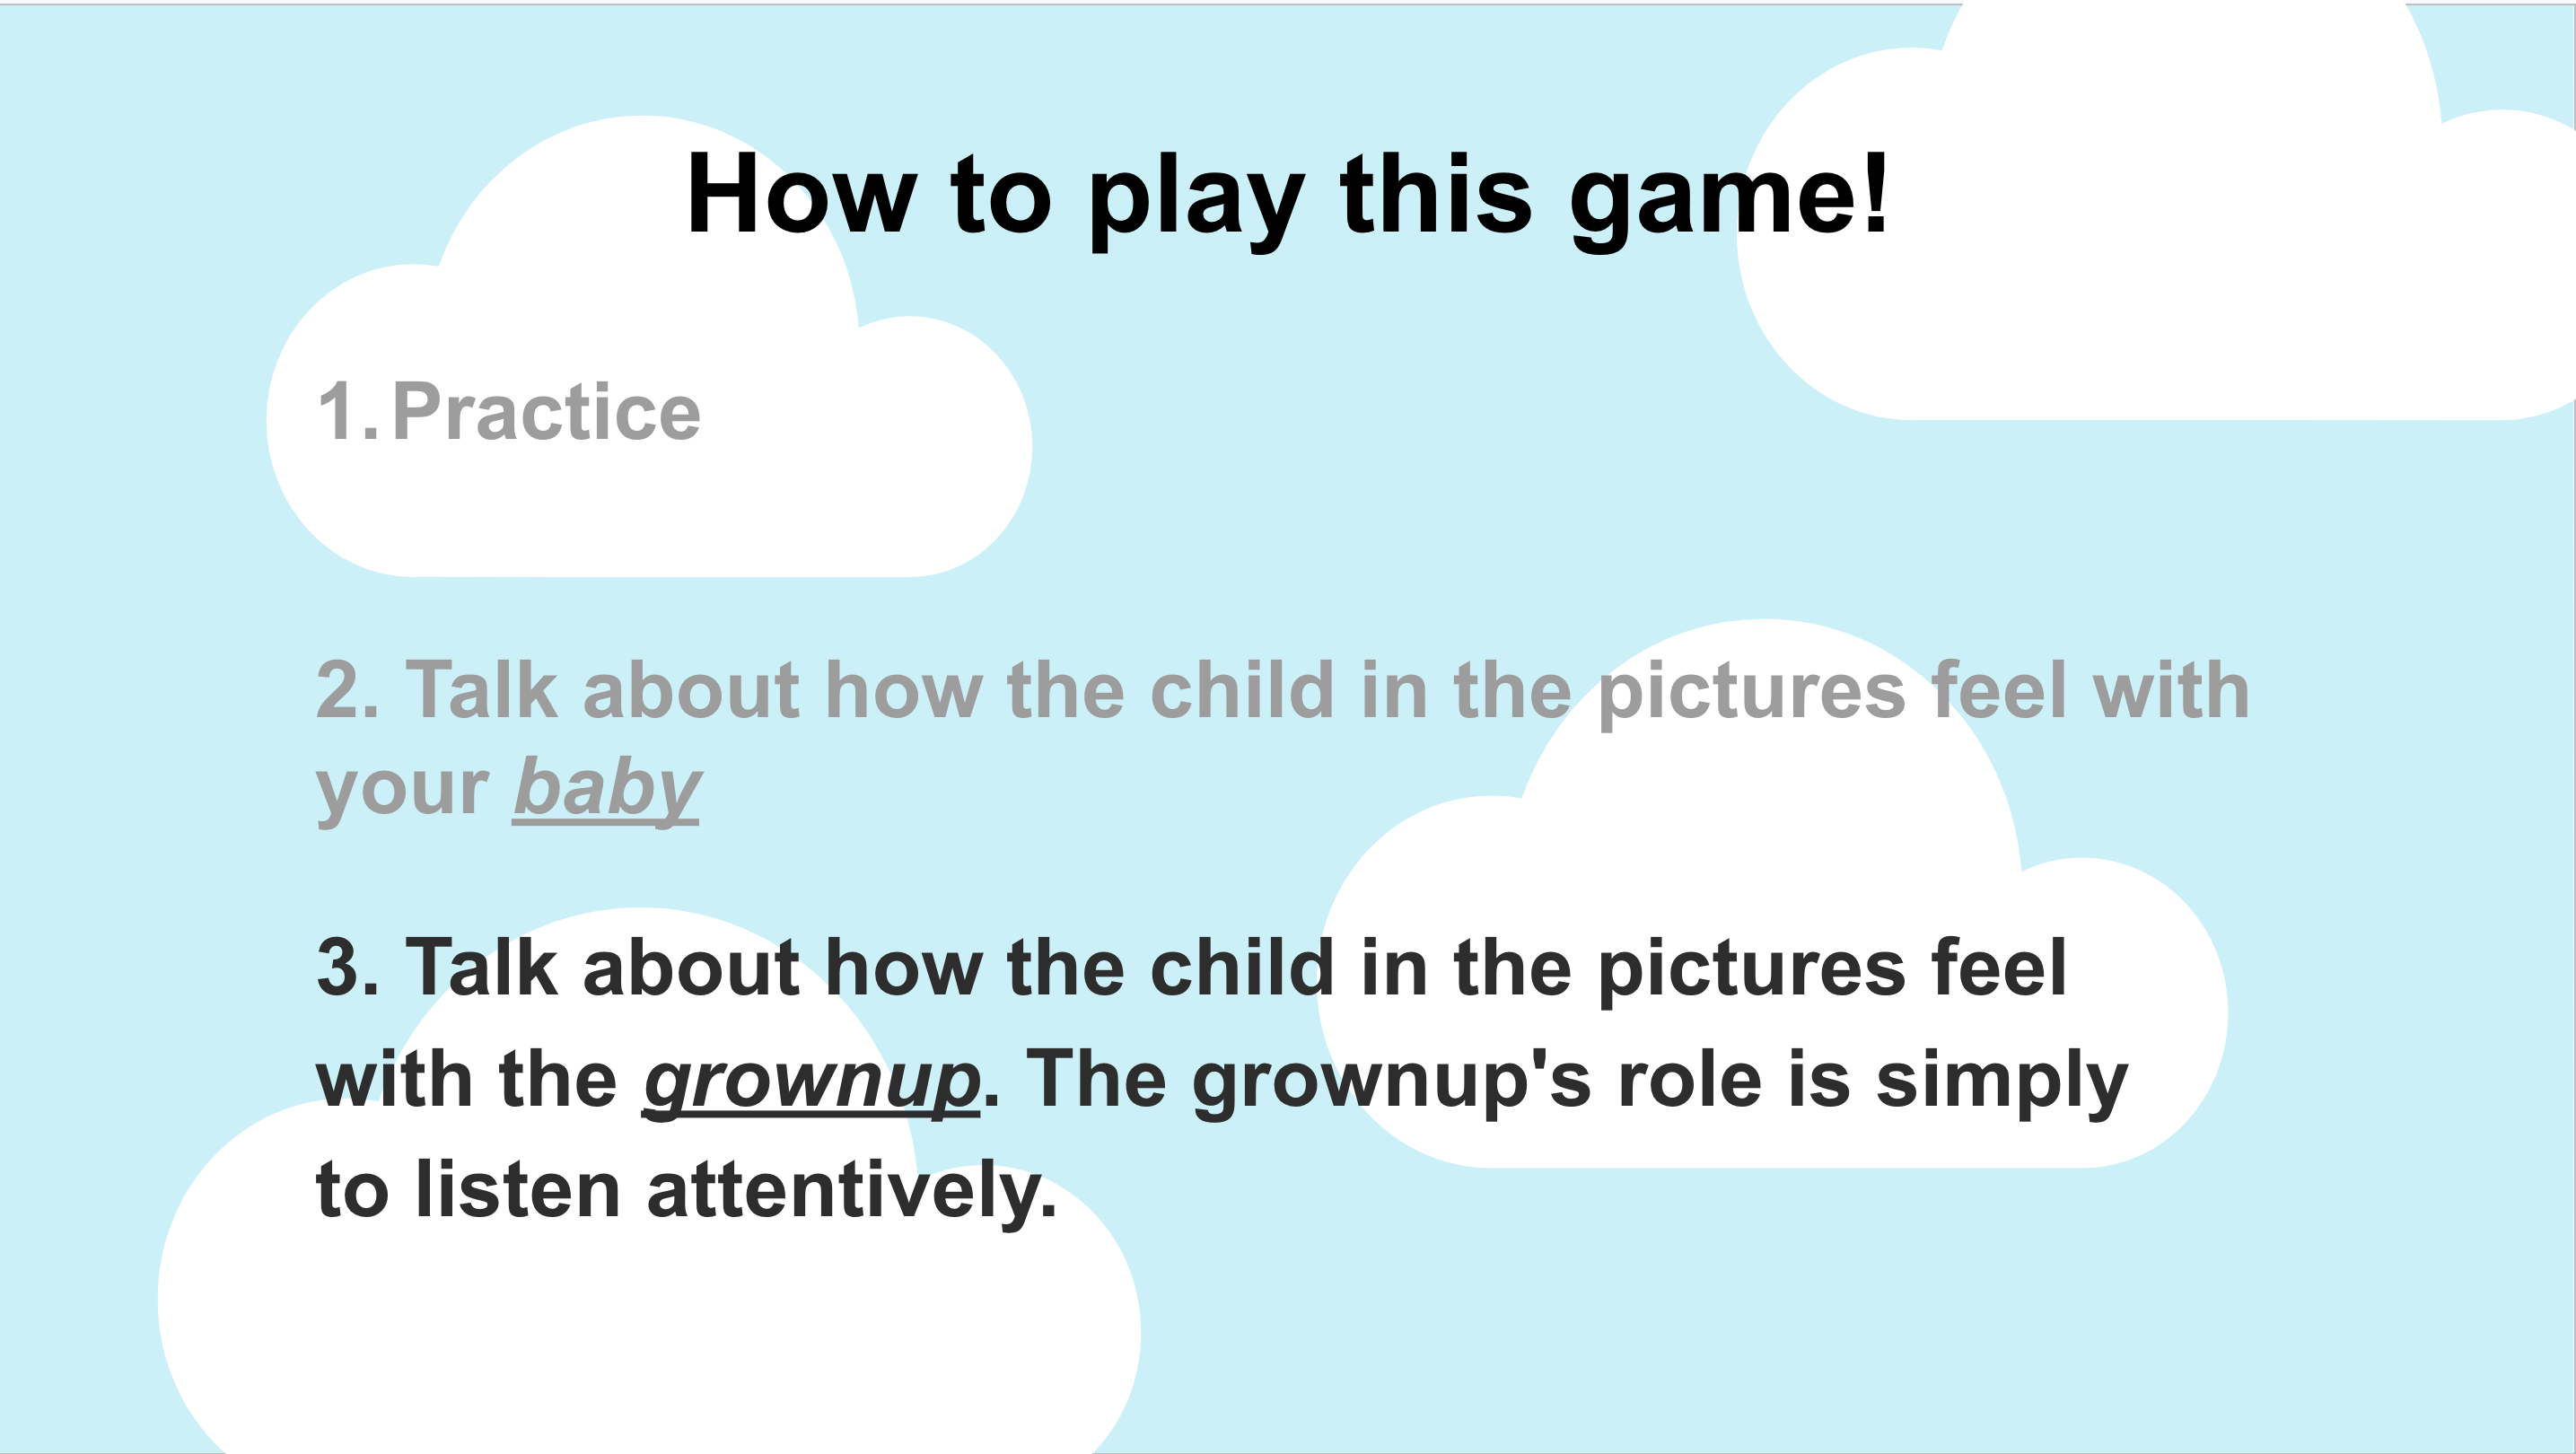 How to play this game!
1. Practice
2. Talk about how the child in the pictures feel with
your baby
3. Talk about how the child in the pictures feel
with the grownup. The grownup's role is simply
to listen attentively.